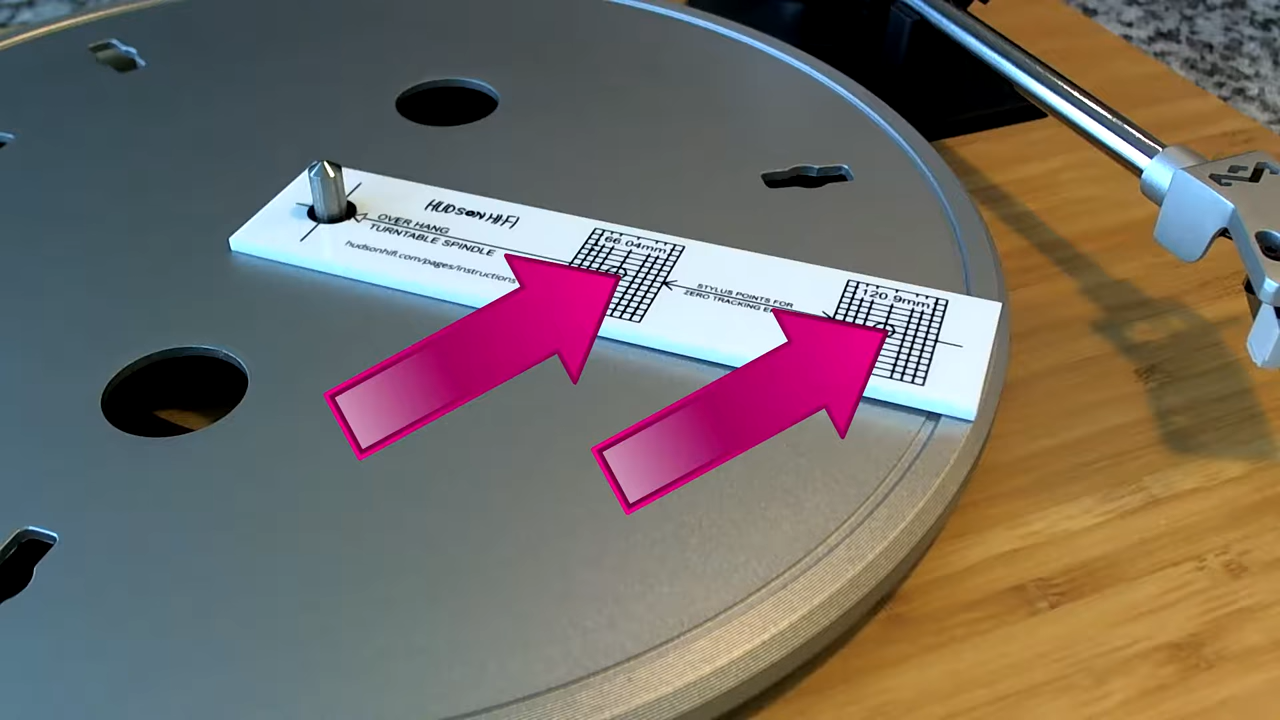 HUDSON HIFI
OVER HANG
TURNTABLE SPINDLE
hudsonhifi.com/pages/instructions
66.04mm
STYLUS POINTS FOR
ZERO TRACKING
120.9mm